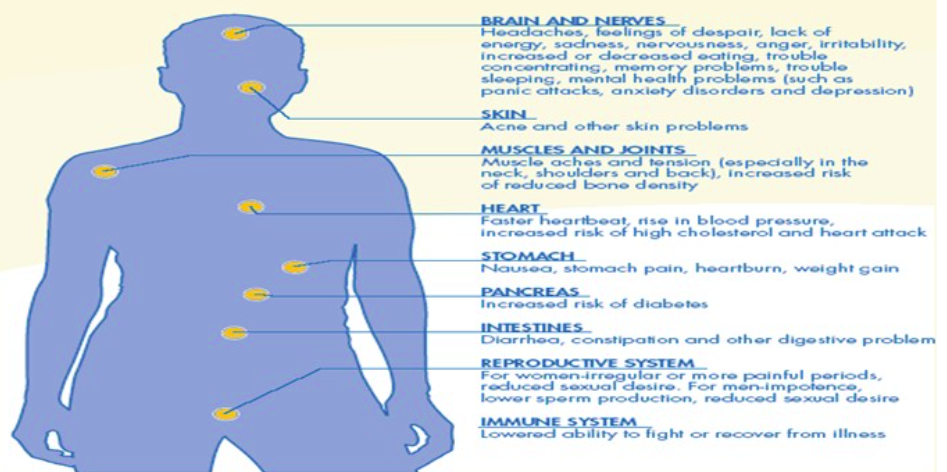 BRAIN AND NERVES
Headaches, feelings of despair, lack of
energy, sadness, nervousness, anger, irritability,
increased or decreased eating, trouble
concentrating, memory problems, trouble
sleeping, mental health problems (such as
panic attacks, anxiety disorders and depression)
SKIN
Acne and other skin problems
MUSCLES AND JOINTS
Muscle aches and tension (especially in the
neck, shoulders and back), increased risk
of reduced bone density
HEART
Faster heartbeat, rise in blood pressure,
increased risk of high cholesterol and heart attack
STOMACH
Nausea, stomach pain, heartburn, weight gain
PANCREAS
Increased risk of diabetes
INTESTINES
Diarrhea, constipation and other digestive problem
REPRODUCTIVE SYSTEM
For women-irregular or more painful periods,
reduced sexual desire. For men-impotence,
lower sperm production, reduced sexual desire
IMMUNE SYSTEM
Lowered ability to fight or recover from illness